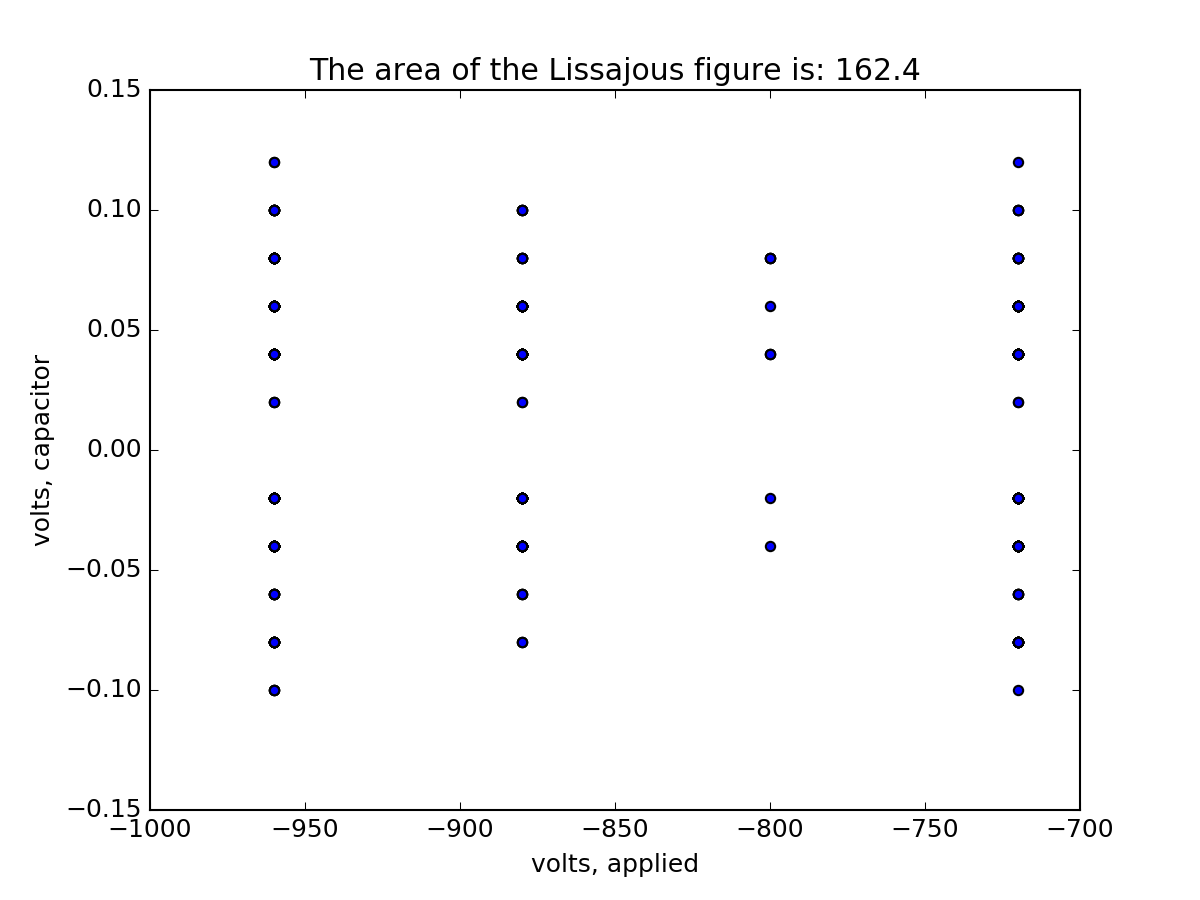 The area of the Lissajous figure is: 162.4
0.15
0.10
0.05
0.00
−0.05
−0.10
−0.15
volts, capacitor
−1000 −950 −900 −850 −800 −750 −700
volts, applied